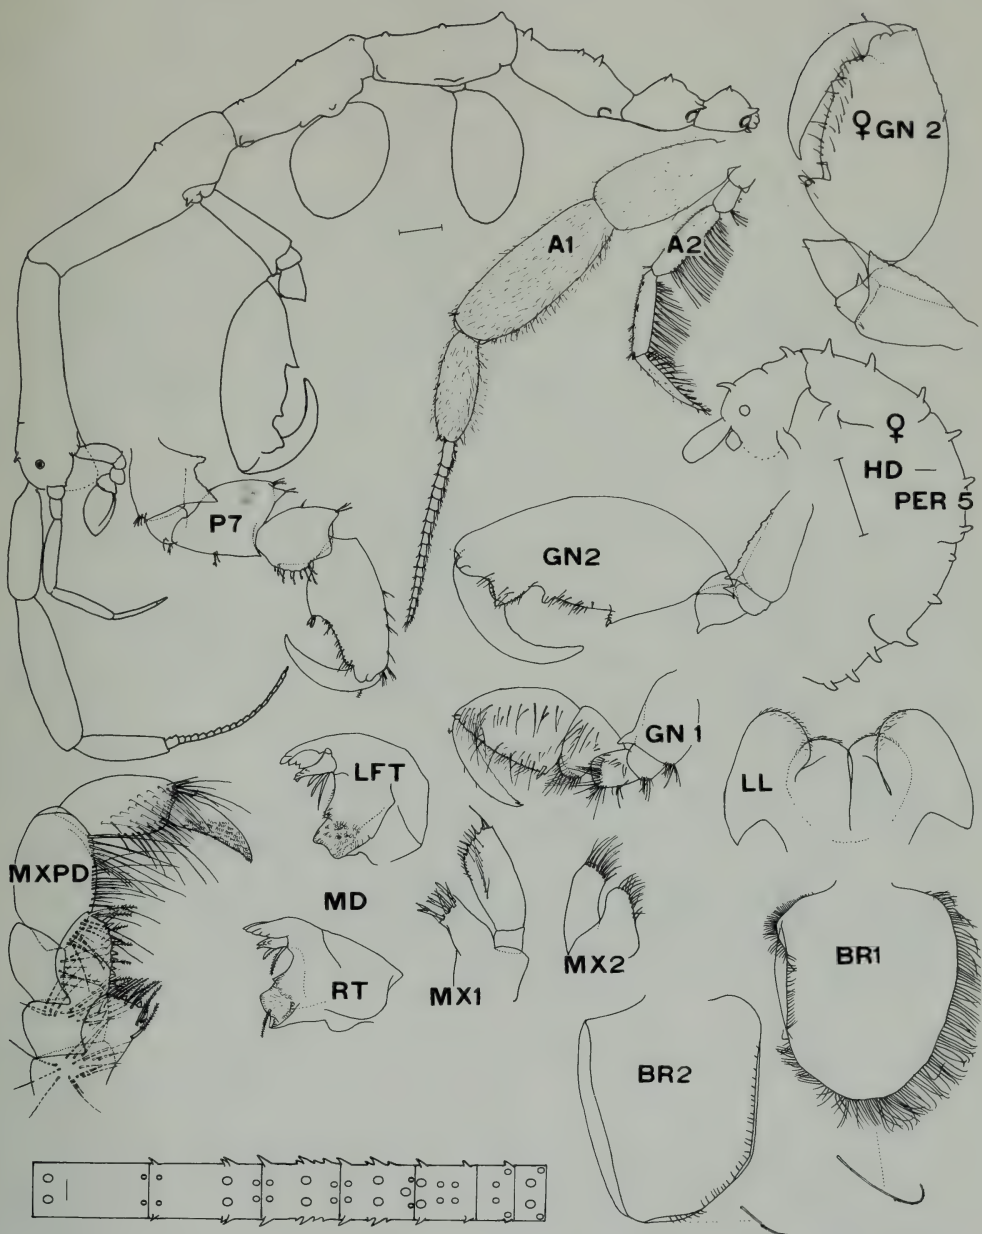 ♀ GN 2
A1
A2
♀
HD —
PER 5
P7
GN2
GN 1
LFT
LL
MXPD
MD
RT
MX1
MX2
BR1
BR2